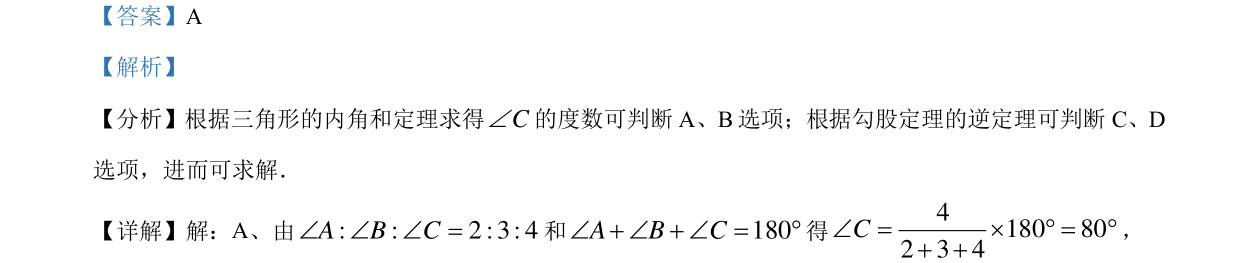 【答案】A
【解析】
【分析】根据三角形的内角和定理求得∠C的度数可判断 A、B 选项；根据勾股定理的逆定理可判断 C、D
选项，进而可求解．
【详解】解：A、由∠A:∠B:∠C=2:3:4和∠A+∠B+∠C=180°得∠C=4/(2+3+4)×180°=80°，